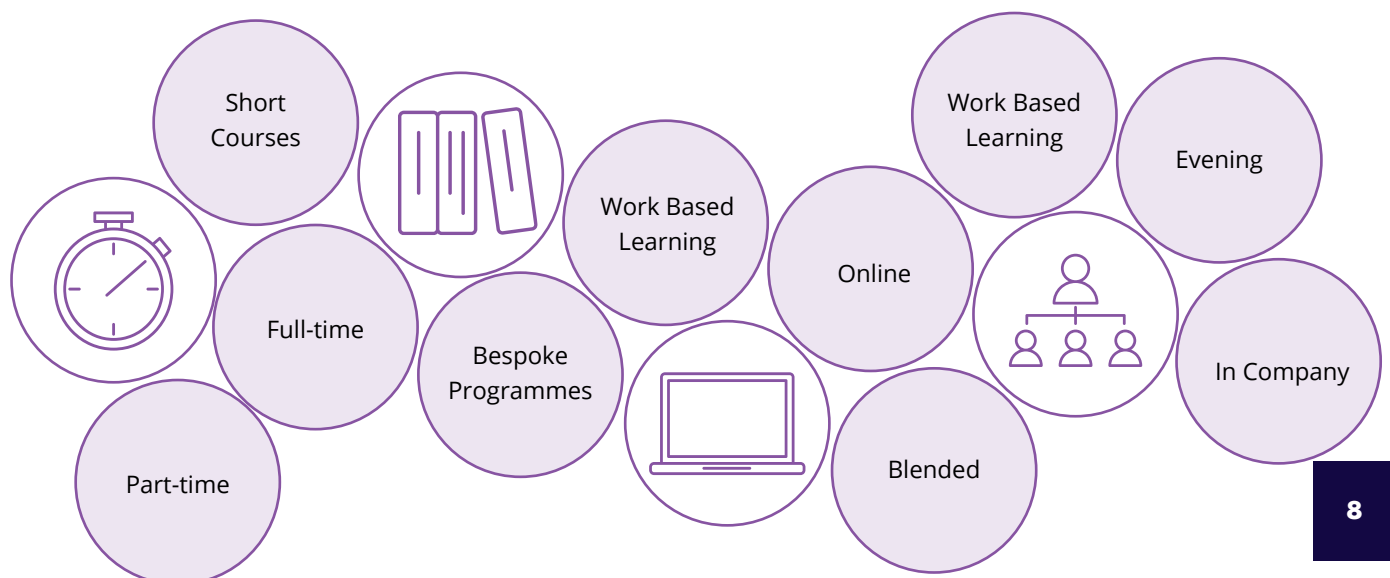 Short
Courses
Full-time
Part-time
Bespoke
Programmes
Work Based
Learning
Online
Blended
Work Based
Learning
Evening
In Company
8